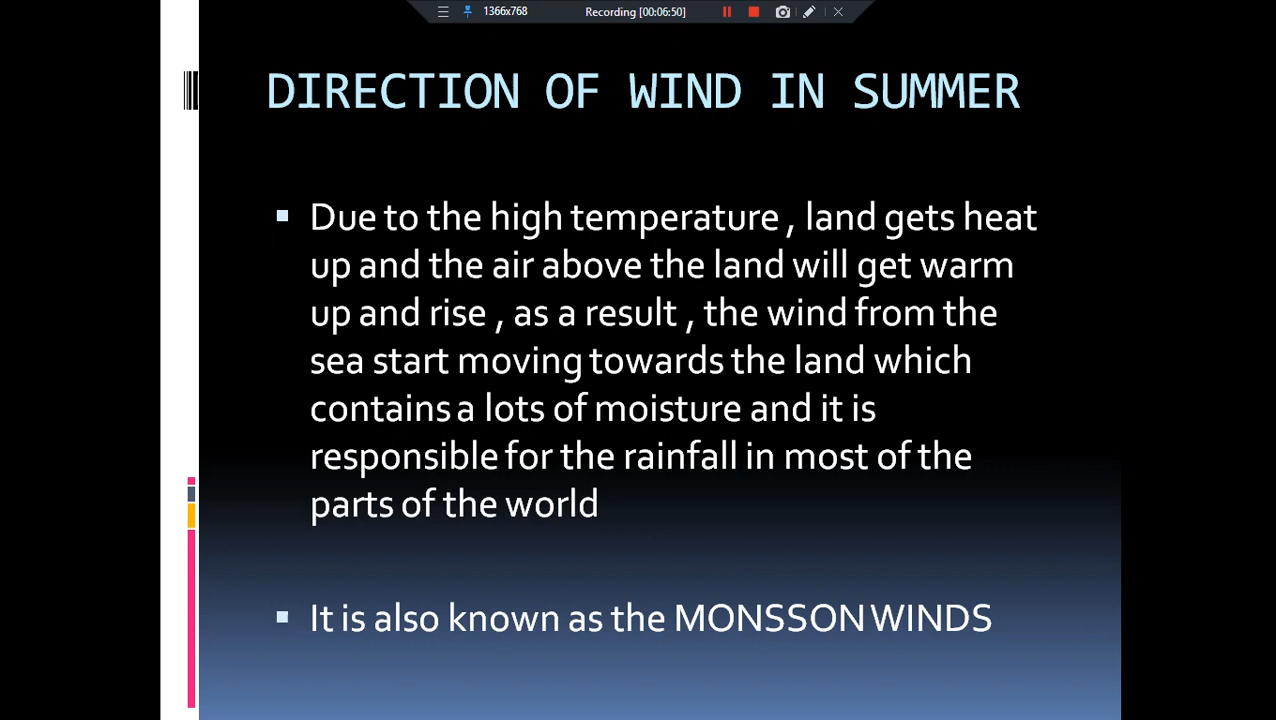 1366x768 Recording [00:06:50]
DIRECTION OF WIND IN SUMMER
Due to the high temperature , land gets heat
up and the air above the land will get warm
up and rise , as a result , the wind from the
sea start moving towards the land which
contains a lots of moisture and it is
responsible for the rainfall in most of the
parts of the world
It is also known as the MONSSON WINDS